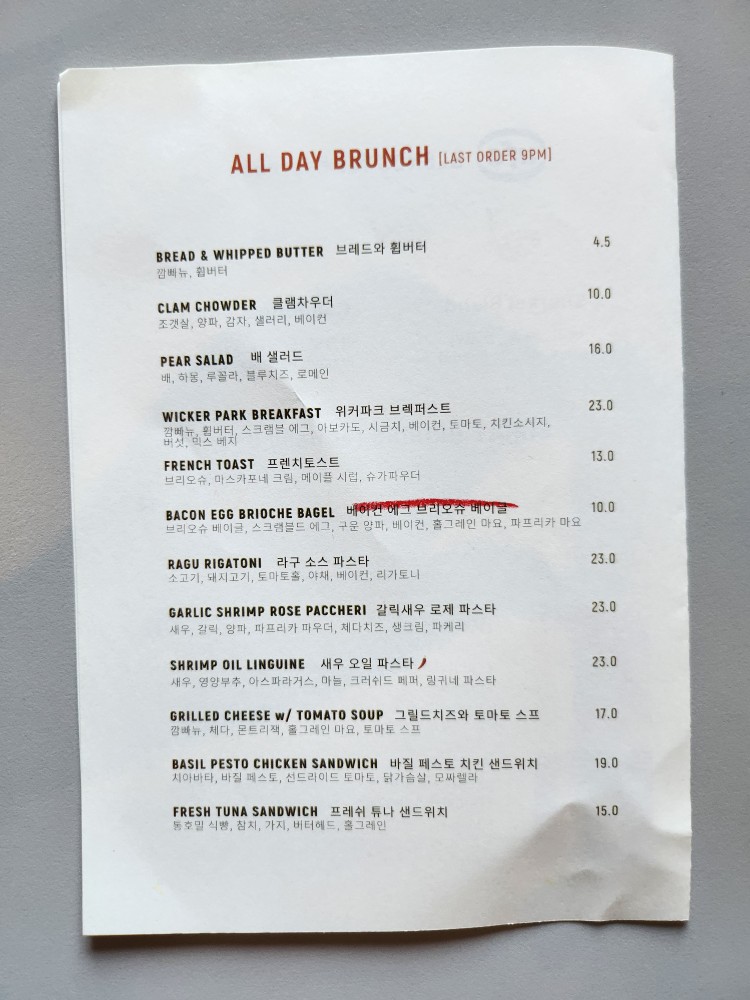 ALL DAY BRUNCH [LAST ORDER 9PM]
BREAD & WHIPPED BUTTER 브레드와 휩버터 4.5
깜빠뉴, 휩버터
CLAM CHOWDER 클램차우더 10.0
조갯살, 양파, 감자, 샐러리, 베이컨
PEAR SALAD 배 샐러드 16.0
배, 하몽, 루꼴라, 블루치즈, 로메인
WICKER PARK BREAKFAST 위커파크 브렉퍼스트 23.0
깜빠뉴, 휩버터, 스크램블 에그, 아보카도, 시금치, 베이컨, 토마토, 치킨소시지,
버섯, 믹스 베지
FRENCH TOAST 프렌치토스트 13.0
브리오슈, 마스카포네 크림, 메이플 시럽, 슈가파우더
BACON EGG BRIOCHE BAGEL 베이컨 에그 브리오슈 베이글 10.0
브리오슈 베이글, 스크램블드 에그, 구운 양파, 베이컨, 홀그레인 마요, 파프리카 마요
RAGU RIGATONI 라구 소스 파스타 23.0
소고기, 돼지고기, 토마토홀, 야채, 베이컨, 리가토니
GARLIC SHRIMP ROSE PACCHERI 갈릭새우 로제 파스타 23.0
새우, 갈릭, 양파, 파프리카 파우더, 체다치즈, 생크림, 파케리
SHRIMP OIL LINGUINE 새우 오일 파스타 23.0
새우, 영양부추, 아스파라거스, 마늘, 크러쉬드 페퍼, 링귀네 파스타
GRILLED CHEESE w/ TOMATO SOUP 그릴드치즈와 토마토 스프 17.0
깜빠뉴, 체다, 몬트리잭, 홀그레인 마요, 토마토 스프
BASIL PESTO CHICKEN SANDWICH 바질 페스토 치킨 샌드위치 19.0
치아바타, 바질 페스토, 선드라이드 토마토, 닭가슴살, 모짜렐라
FRESH TUNA SANDWICH 프레쉬 튜나 샌드위치 15.0
통호밀 식빵, 참치, 가지, 버터헤드, 홀그레인